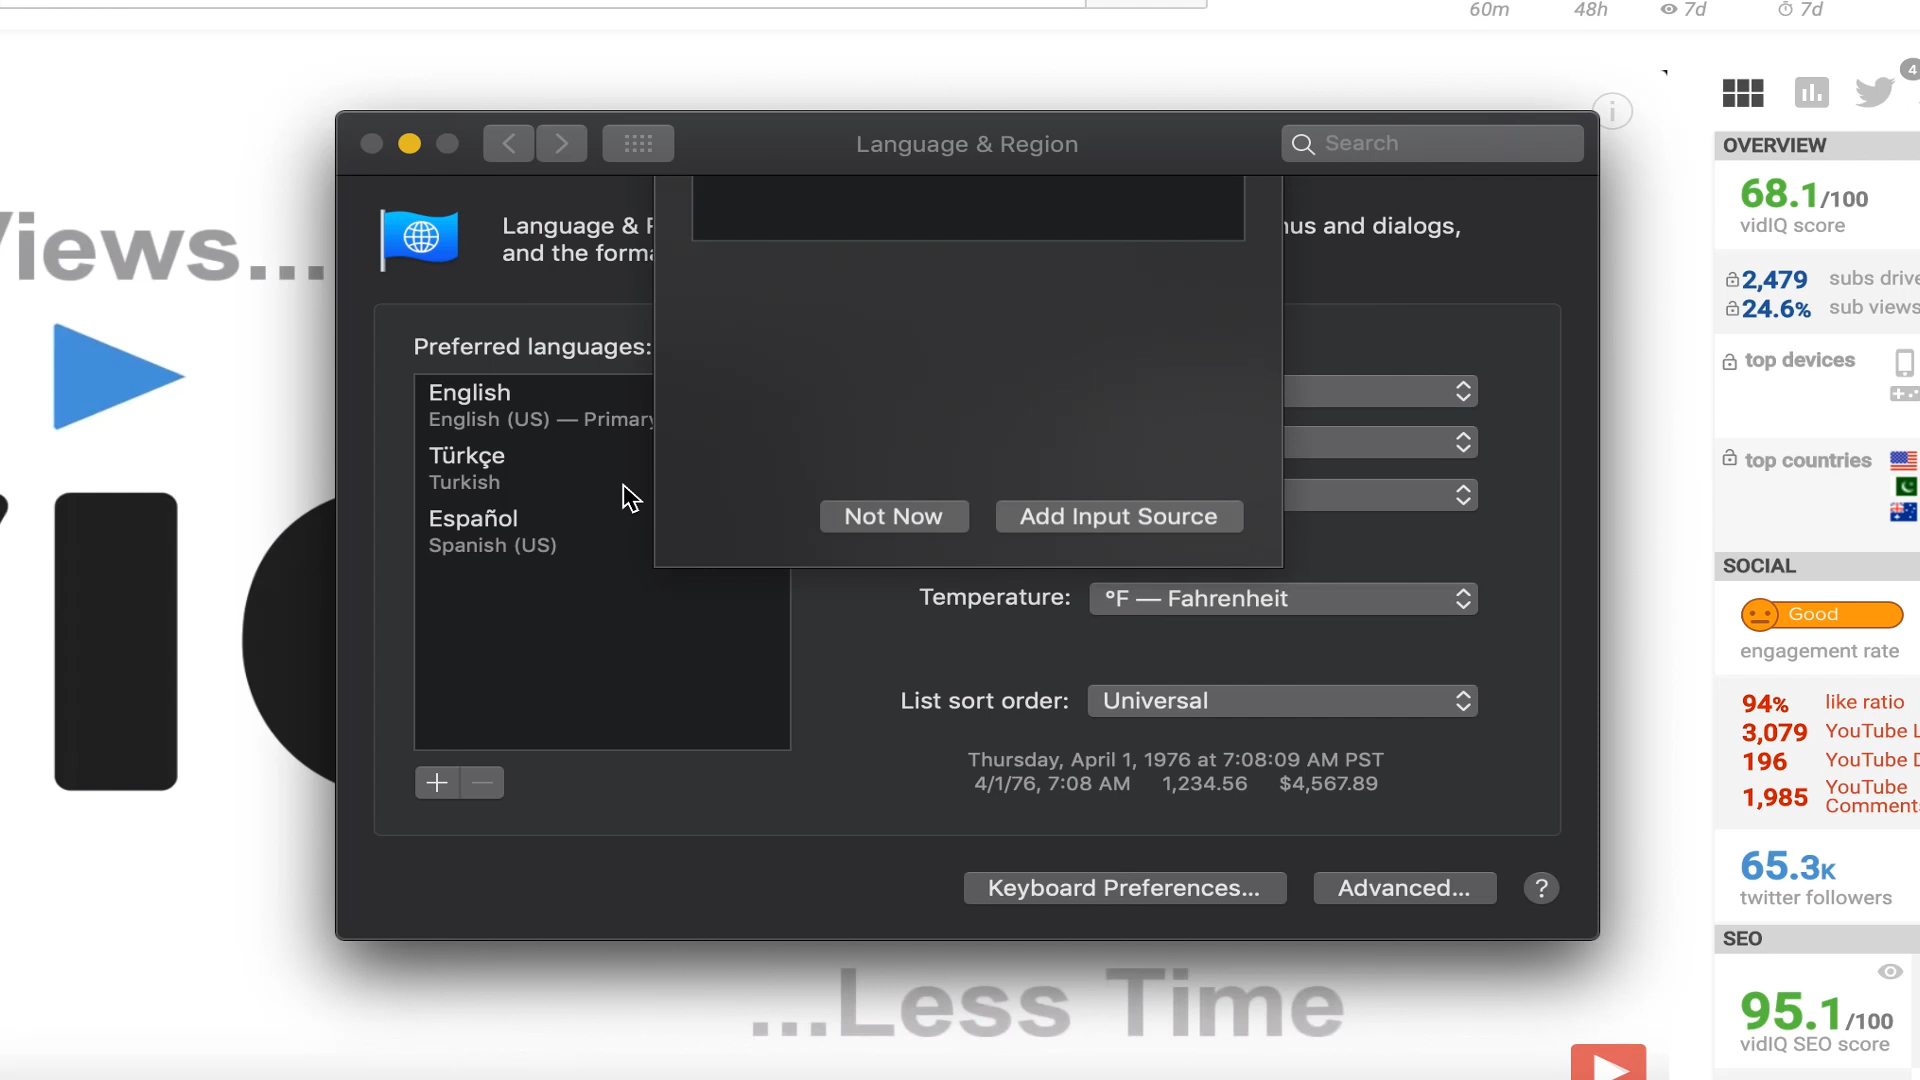 60m 48h 7d 7d
4
Language & Region
Search
iews...
Language &
us and dialogs,
and the form
Preferred languages:
English
English (US) — Primary
Türkçe
Turkish
Español
Spanish (US)
Not Now
Add Input Source
Temperature:
°F — Fahrenheit
List sort order:
Universal
Thursday, April 1, 1976 at 7:08:09 AM PST
4/1/76, 7:08 AM 1,234.56 $4,567.89
+
−
Keyboard Preferences...
Advanced...
?
...Less Time
OVERVIEW
68.1/100
vidIQ score
2,479 subs drive
24.6% sub views
top devices
top countries
SOCIAL
Good
engagement rate
94% like ratio
3,079 YouTube L
196 YouTube D
1,985 YouTube
Comment
65.3K
twitter followers
SEO
95.1/100
vidIQ SEO score